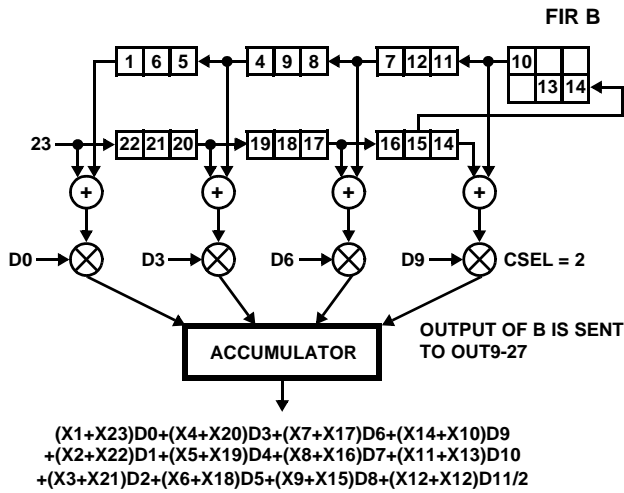 FIR B
1 6 5 4 9 8 7 12 11 10
13 14
23 22 21 20 19 18 17 16 15 14
+ + + +
D0 D3 D6 D9 CSEL = 2
OUTPUT OF B IS SENT
TO OUT9-27
ACCUMULATOR
(X1+X23)D0+(X4+X20)D3+(X7+X17)D6+(X14+X10)D9
+(X2+X22)D1+(X5+X19)D4+(X8+X16)D7+(X11+X13)D10
+(X3+X21)D2+(X6+X18)D5+(X9+X15)D8+(X12+X12)D11/2